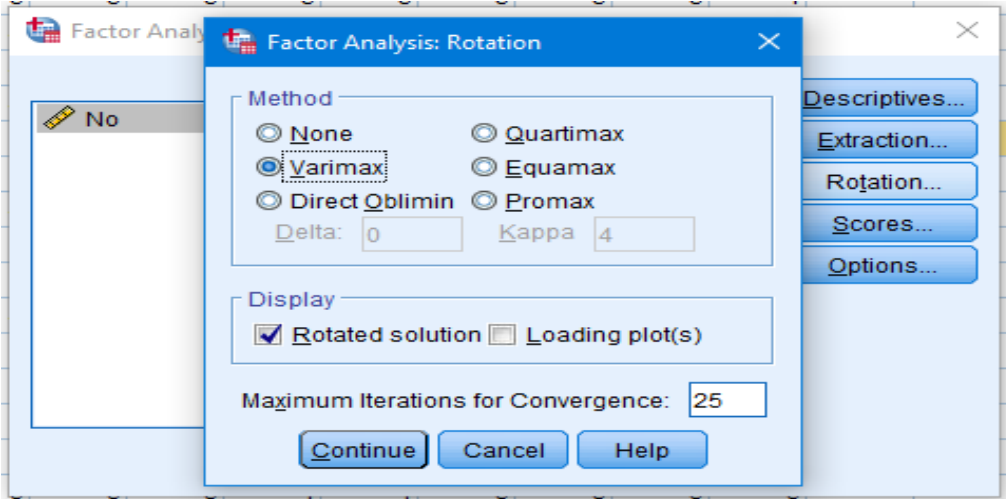 Factor Analy
Factor Analysis: Rotation
No
Method
None
Quartimax
Varimax
Equamax
Direct Oblimin
Promax
Delta: 0
Kappa 4
Display
Rotated solution
Loading plot(s)
Maximum Iterations for Convergence: 25
Continue
Cancel
Help
Descriptives...
Extraction...
Rotation...
Scores...
Options...